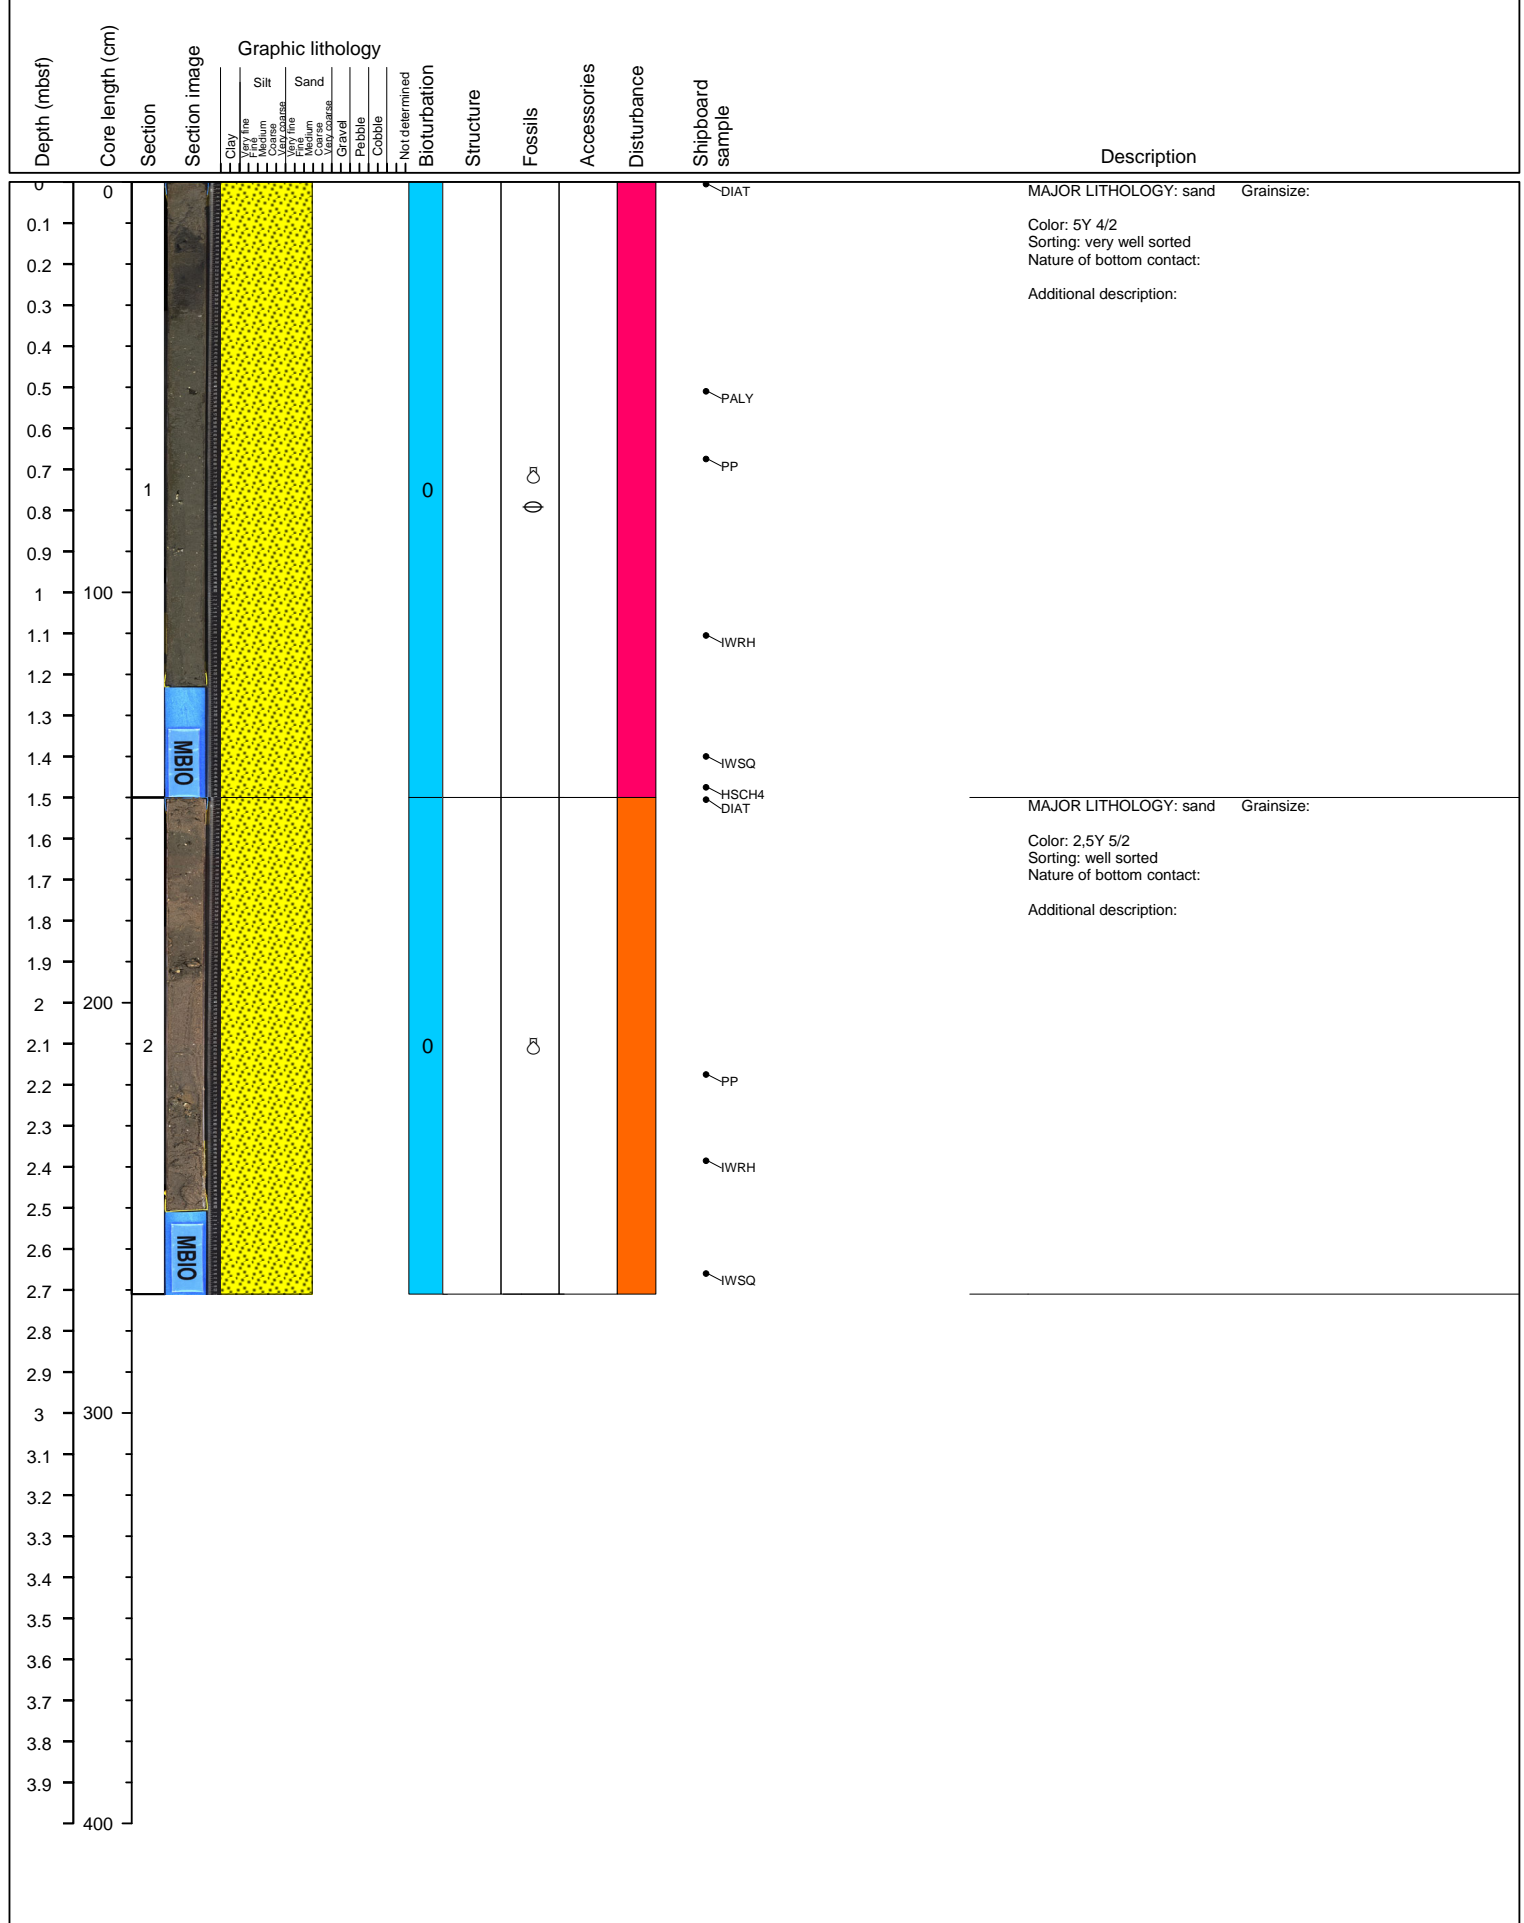 Depth (mbsf)
Core length (cm)
Section
Section image
Graphic lithology
Clay
Silt
Very fine
Fine
Medium
Coarse
Very coarse
Sand
Very fine
Fine
Medium
Coarse
Very coarse
Gravel
Pebble
Cobble
Not determined
Bioturbation
Structure
Fossils
Accessories
Disturbance
Shipboard
sample
Description
0
0.1
0.2
0.3
0.4
0.5
0.6
0.7
0.8
0.9
1
1.1
1.2
1.3
1.4
1.5
1.6
1.7
1.8
1.9
2
2.1
2.2
2.3
2.4
2.5
2.6
2.7
2.8
2.9
3
3.1
3.2
3.3
3.4
3.5
3.6
3.7
3.8
3.9
0
100
200
300
400
1
2
MBIO
MBIO
0
0
DIAT
PALY
PP
IWRH
IWSQ
HSCH4
DIAT
PP
IWRH
IWSQ
MAJOR LITHOLOGY: sand Grainsize:
Color: 5Y 4/2
Sorting: very well sorted
Nature of bottom contact:
Additional description:
MAJOR LITHOLOGY: sand Grainsize:
Color: 2,5Y 5/2
Sorting: well sorted
Nature of bottom contact:
Additional description: